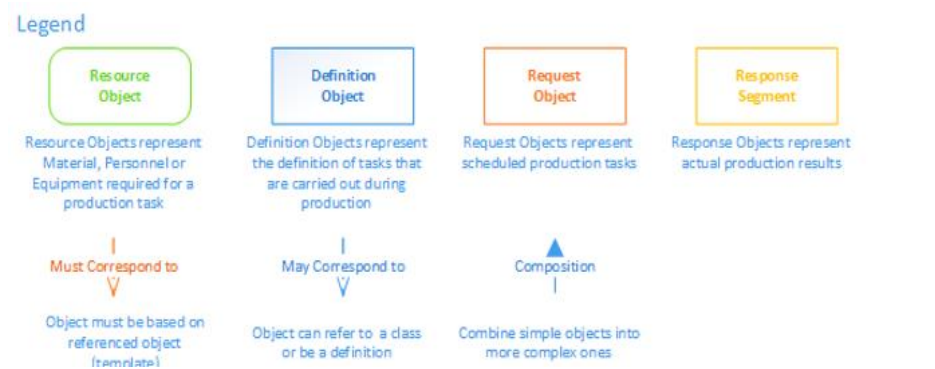 Legend
Resource
Object
Definition
Object
Request
Object
Response
Segment
Resource Objects represent
Material, Personnel or
Equipment required for a
production task
Definition Objects represent
the definition of tasks that
are carried out during
production
Request Objects represent
scheduled production tasks
Response Objects represent
actual production results
Must Correspond to
May Correspond to
Composition
Object must be based on
referenced object
(template)
Object can refer to a class
or be a definition
Combine simple objects into
more complex ones